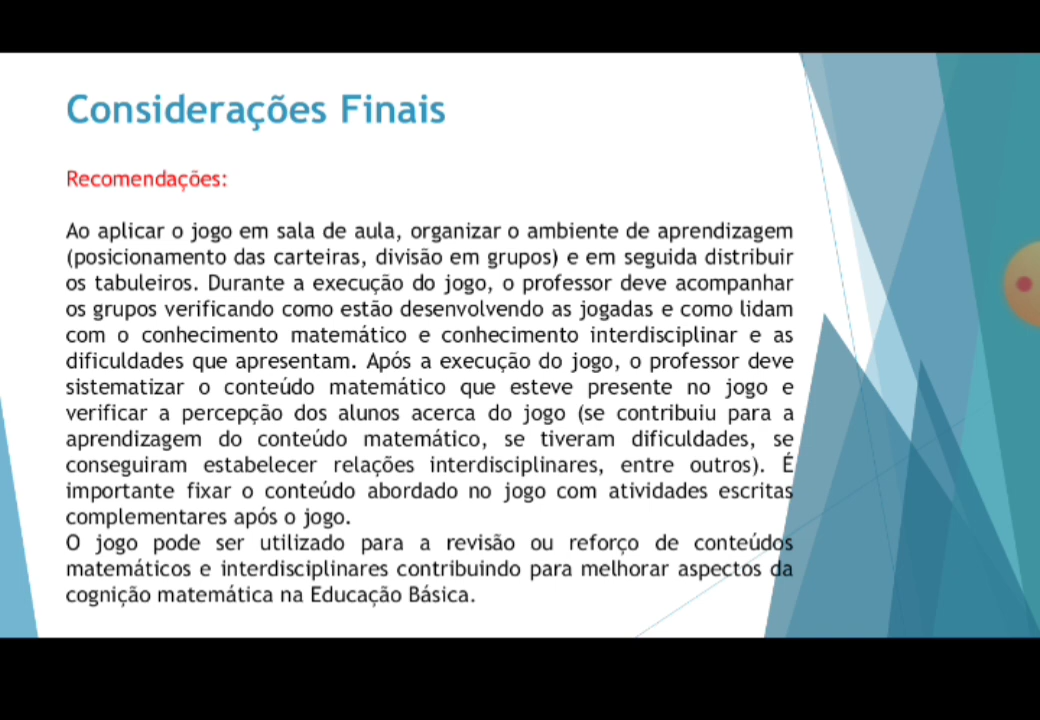 Considerações Finais
Recomendações:
Ao aplicar o jogo em sala de aula, organizar o ambiente de aprendizagem
(posicionamento das carteiras, divisão em grupos) e em seguida distribuir
os tabuleiros. Durante a execução do jogo, o professor deve acompanhar
os grupos verificando como estão desenvolvendo as jogadas e como lidam
com o conhecimento matemático e conhecimento interdisciplinar e as
dificuldades que apresentam. Após a execução do jogo, o professor deve
sistematizar o conteúdo matemático que esteve presente no jogo e
verificar a percepção dos alunos acerca do jogo (se contribuiu para a
aprendizagem do conteúdo matemático, se tiveram dificuldades, se
conseguiram estabelecer relações interdisciplinares, entre outros). É
importante fixar o conteúdo abordado no jogo com atividades escritas
complementares após o jogo.
O jogo pode ser utilizado para a revisão ou reforço de conteúdos
matemáticos e interdisciplinares contribuindo para melhorar aspectos da
cognição matemática na Educação Básica.